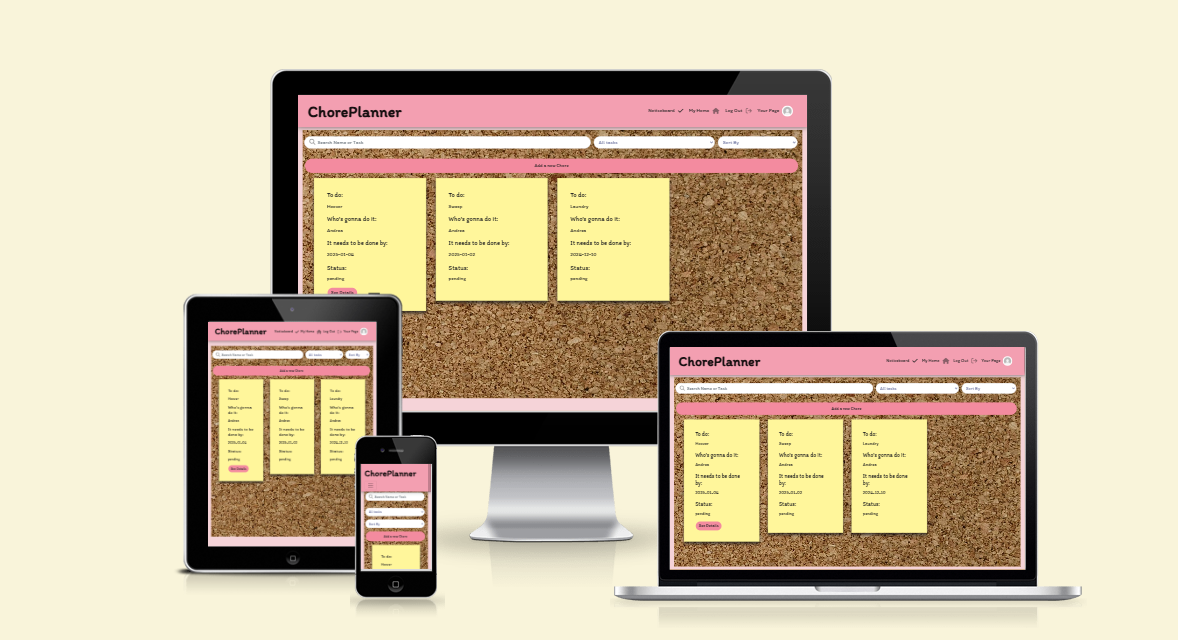 ChorePlanner
Noticeboard My Home Log Out Your Page
Search Name or Task All tasks Sort By
Add a new Chore
To do:
Hoover
Who's gonna do it:
Andrea
It needs to be done by:
2025-01-04
Status:
pending
See Details
To do:
Sweep
Who's gonna do it:
Andrea
It needs to be done by:
2025-01-02
Status:
pending
To do:
Laundry
Who's gonna do it:
Andrea
It needs to be done by:
2024-12-10
Status:
pending
ChorePlanner
Noticeboard My Home Log Out Your Page
Search Name or Task All tasks Sort By
Add a new Chore
To do:
Hoover
Who's gonna
do it:
Andrea
It needs to be
done by:
2025-01-04
Status:
pending
See Details
To do:
Sweep
Who's gonna
do it:
Andrea
It needs to be
done by:
2025-01-02
Status:
pending
To do:
Laundry
Who's gonna
do it:
Andrea
It needs to be
done by:
2024-12-10
Status:
pending
ChorePlanner
Search Name or Task
All tasks
Sort By
Add a new Chore
To do:
Hoover
ChorePlanner
Noticeboard My Home Log Out Your Page
Search Name or Task All tasks Sort By
Add a new Chore
To do:
Hoover
Who's gonna do it:
Andrea
It needs to be done
by:
2025-01-04
Status:
pending
See Details
To do:
Sweep
Who's gonna do it:
Andrea
It needs to be done
by:
2025-01-02
Status:
pending
To do:
Laundry
Who's gonna do it:
Andrea
It needs to be done
by:
2024-12-10
Status:
pending